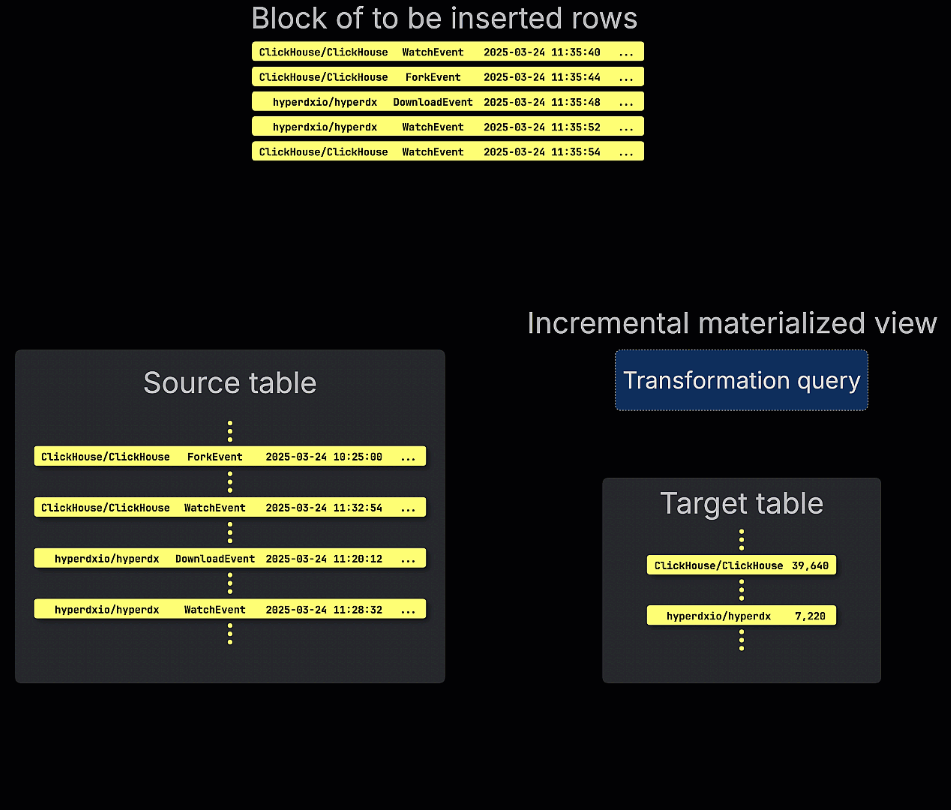 Block of to be inserted rows
ClickHouse/ClickHouse WatchEvent 2025-03-24 11:35:40 ...
ClickHouse/ClickHouse ForkEvent 2025-03-24 11:35:44 ...
hyperdxio/hyperdx DownloadEvent 2025-03-24 11:35:48 ...
hyperdxio/hyperdx WatchEvent 2025-03-24 11:35:52 ...
ClickHouse/ClickHouse WatchEvent 2025-03-24 11:35:54 ...
Incremental materialized view
Transformation query
Source table
ClickHouse/ClickHouse ForkEvent 2025-03-24 10:25:00 ...
ClickHouse/ClickHouse WatchEvent 2025-03-24 11:32:54 ...
hyperdxio/hyperdx DownloadEvent 2025-03-24 11:20:12 ...
hyperdxio/hyperdx WatchEvent 2025-03-24 11:28:32 ...
Target table
ClickHouse/ClickHouse 39,640
hyperdxio/hyperdx 7,220